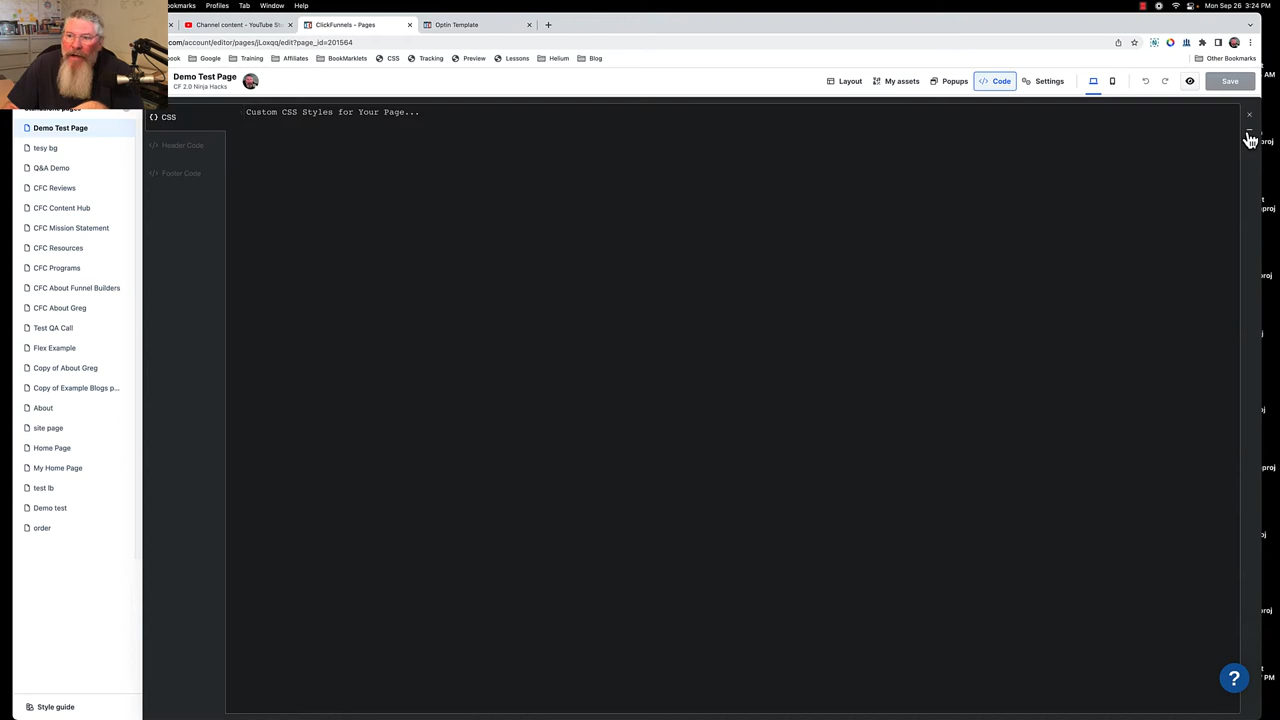 okmarks Profiles Tab Window Help Mon Sep 26 3:24 PM
Channel content - YouTube St ClickFunnels - Pages Optin Template
com/account/editor/pages/jLoxqq/edit?page_id=201564
ook Google Training Affiliates BookMarklets CSS Tracking Preview Lessons Helium Blog Other Bookmarks
Demo Test Page
CF 2.0 Ninja Hacks
Layout My assets Popups Code Settings Save
Demo Test Page
tesy bg
Q&A Demo
CFC Reviews
CFC Content Hub
CFC Mission Statement
CFC Resources
CFC Programs
CFC About Funnel Builders
CFC About Greg
Test QA Call
Flex Example
Copy of About Greg
Copy of Example Blogs p...
About
site page
Home Page
My Home Page
test lb
Demo test
order
Style guide
{} CSS
</> Header Code
</> Footer Code
Custom CSS Styles for Your Page...
?